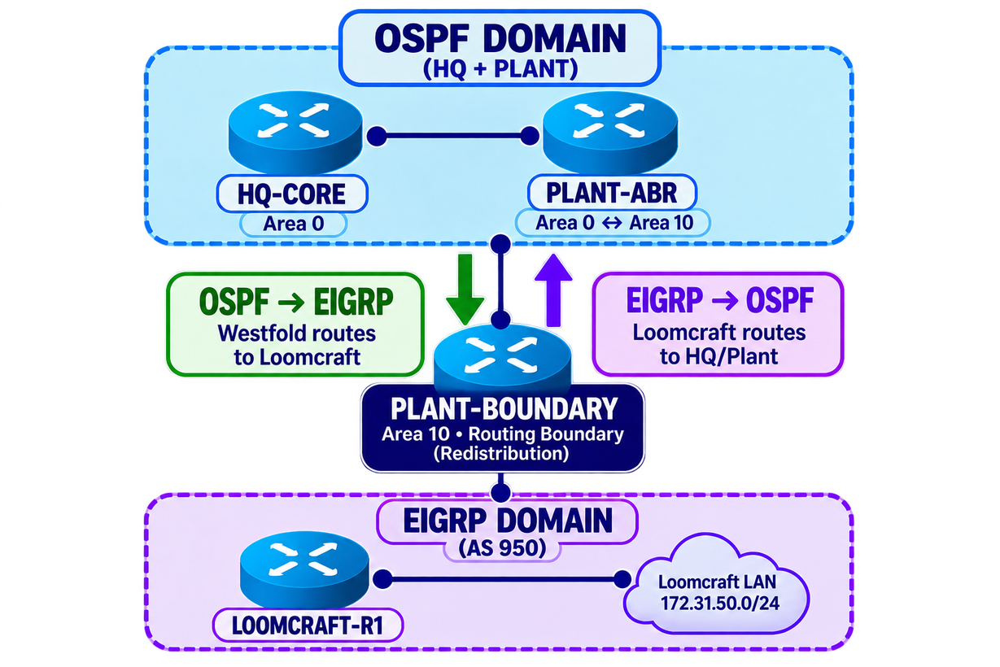 OSPF DOMAIN
(HQ + PLANT)
HQ-CORE
Area 0
PLANT-ABR
Area 0 ↔ Area 10
OSPF → EIGRP
Westfold routes
to Loomcraft
EIGRP → OSPF
Loomcraft routes
to HQ/Plant
PLANT-BOUNDARY
Area 10 • Routing Boundary
(Redistribution)
EIGRP DOMAIN
(AS 950)
LOOMCRAFT-R1
Loomcraft LAN
172.31.50.0/24